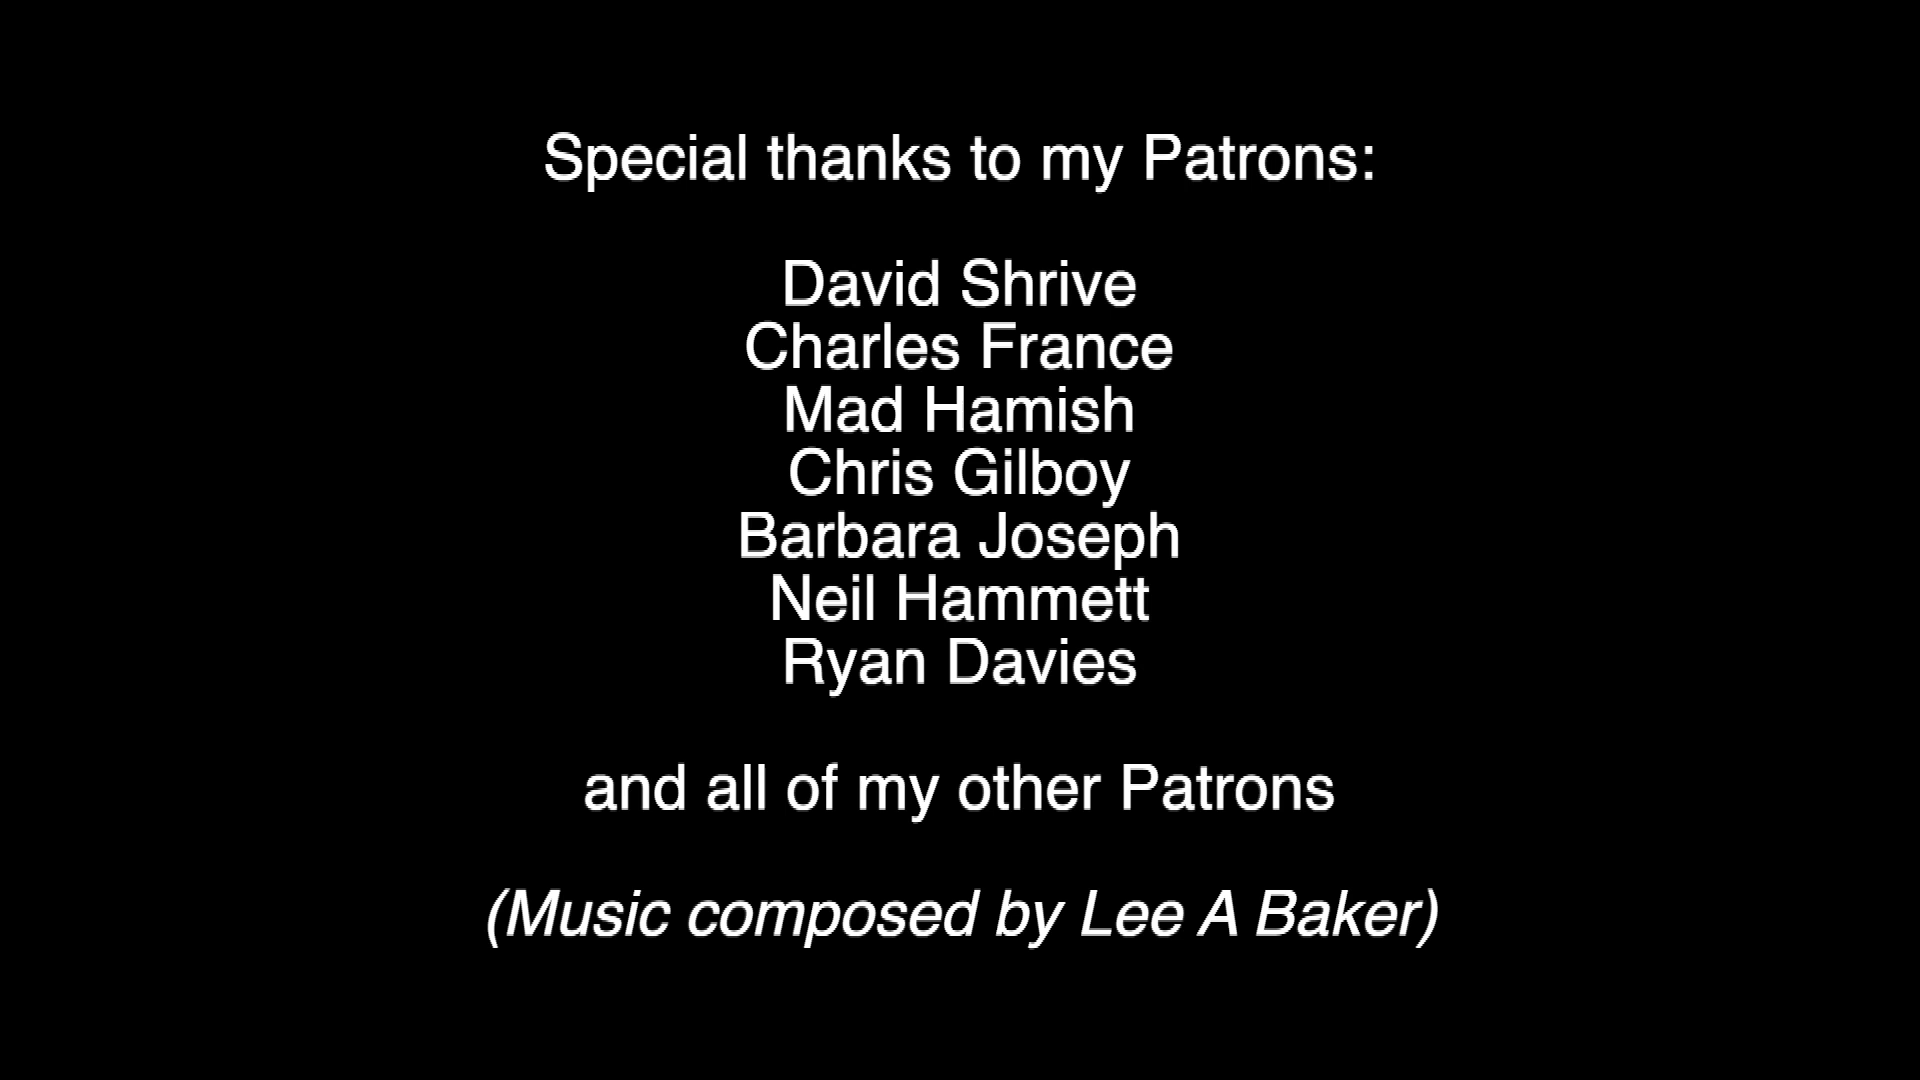 Special thanks to my Patrons:
David Shrive
Charles France
Mad Hamish
Chris Gilboy
Barbara Joseph
Neil Hammett
Ryan Davies
and all of my other Patrons
(Music composed by Lee A Baker)